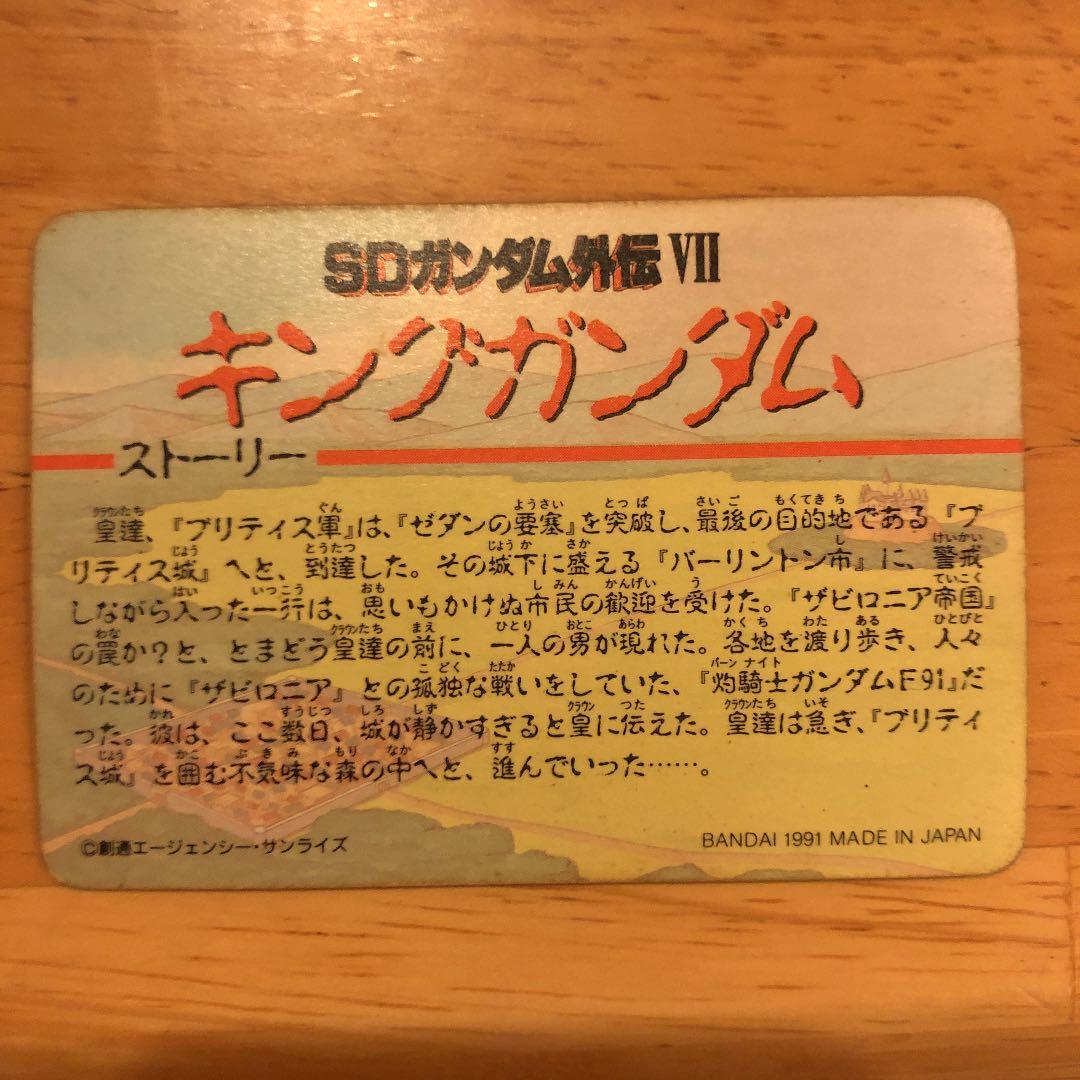 SDガンダム外伝 VII
キングガンダム
ストーリー
皇達、『ブリティス軍』は、『ゼダンの要塞』を突破し、最後の目的地である『ブ
リティス城』へと、到達した。その城下に盛える『バーリントン市』に、警戒
しながら入った一行は、思いもかけぬ市民の歓迎を受けた。『ザビロニア帝国』
の罠か?と、とまどう皇達の前に、一人の男が現れた。各地を渡り歩き、人々
のために『ザビロニア』との孤独な戦いをしていた、『灼騎士ガンダムF91』だ
った。彼は、ここ数日、城が静かすぎると皇に伝えた。皇達は急ぎ、『ブリティ
ス城』を囲む不気味な森の中へと、進んでいった……。
©創通エージェンシー・サンライズ
BANDAI 1991 MADE IN JAPAN